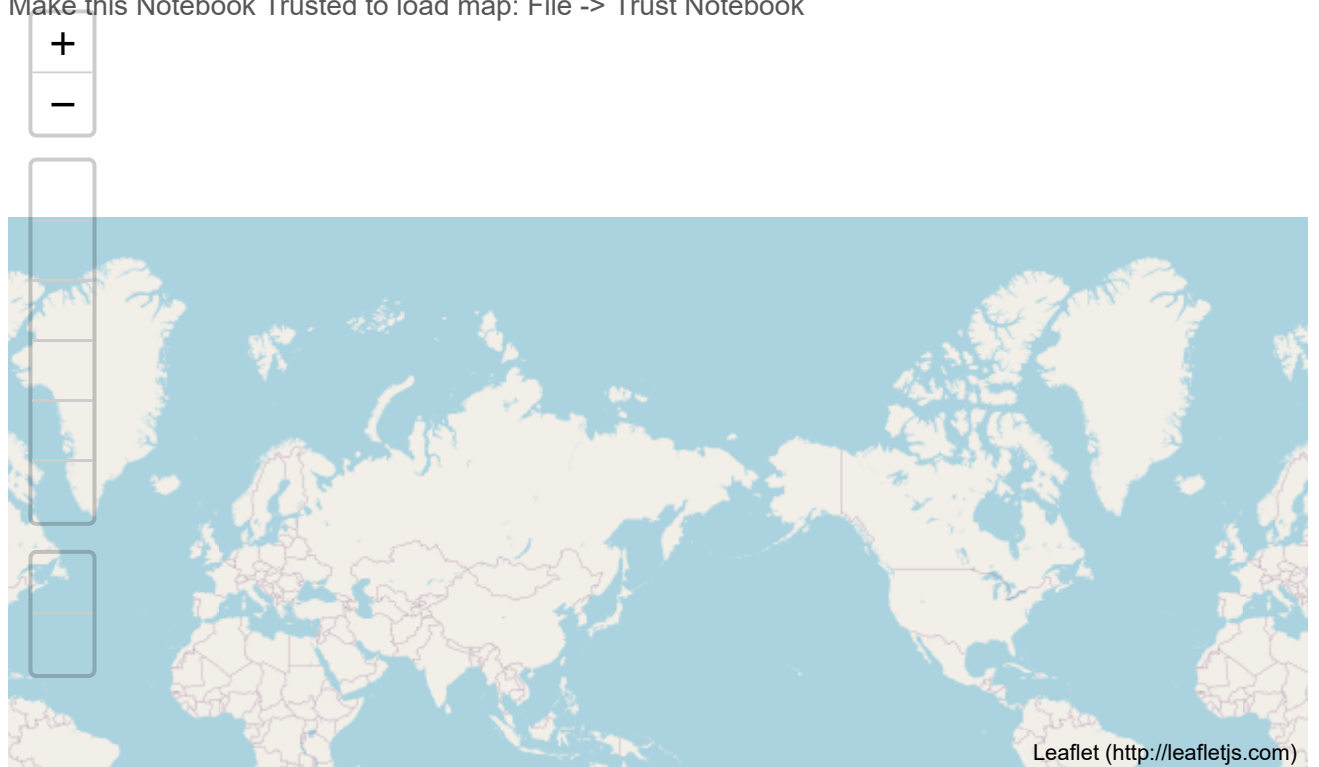 Make this Notebook Trusted to load map: File -> Trust Notebook
+
−
Leaflet (http://leafletjs.com)